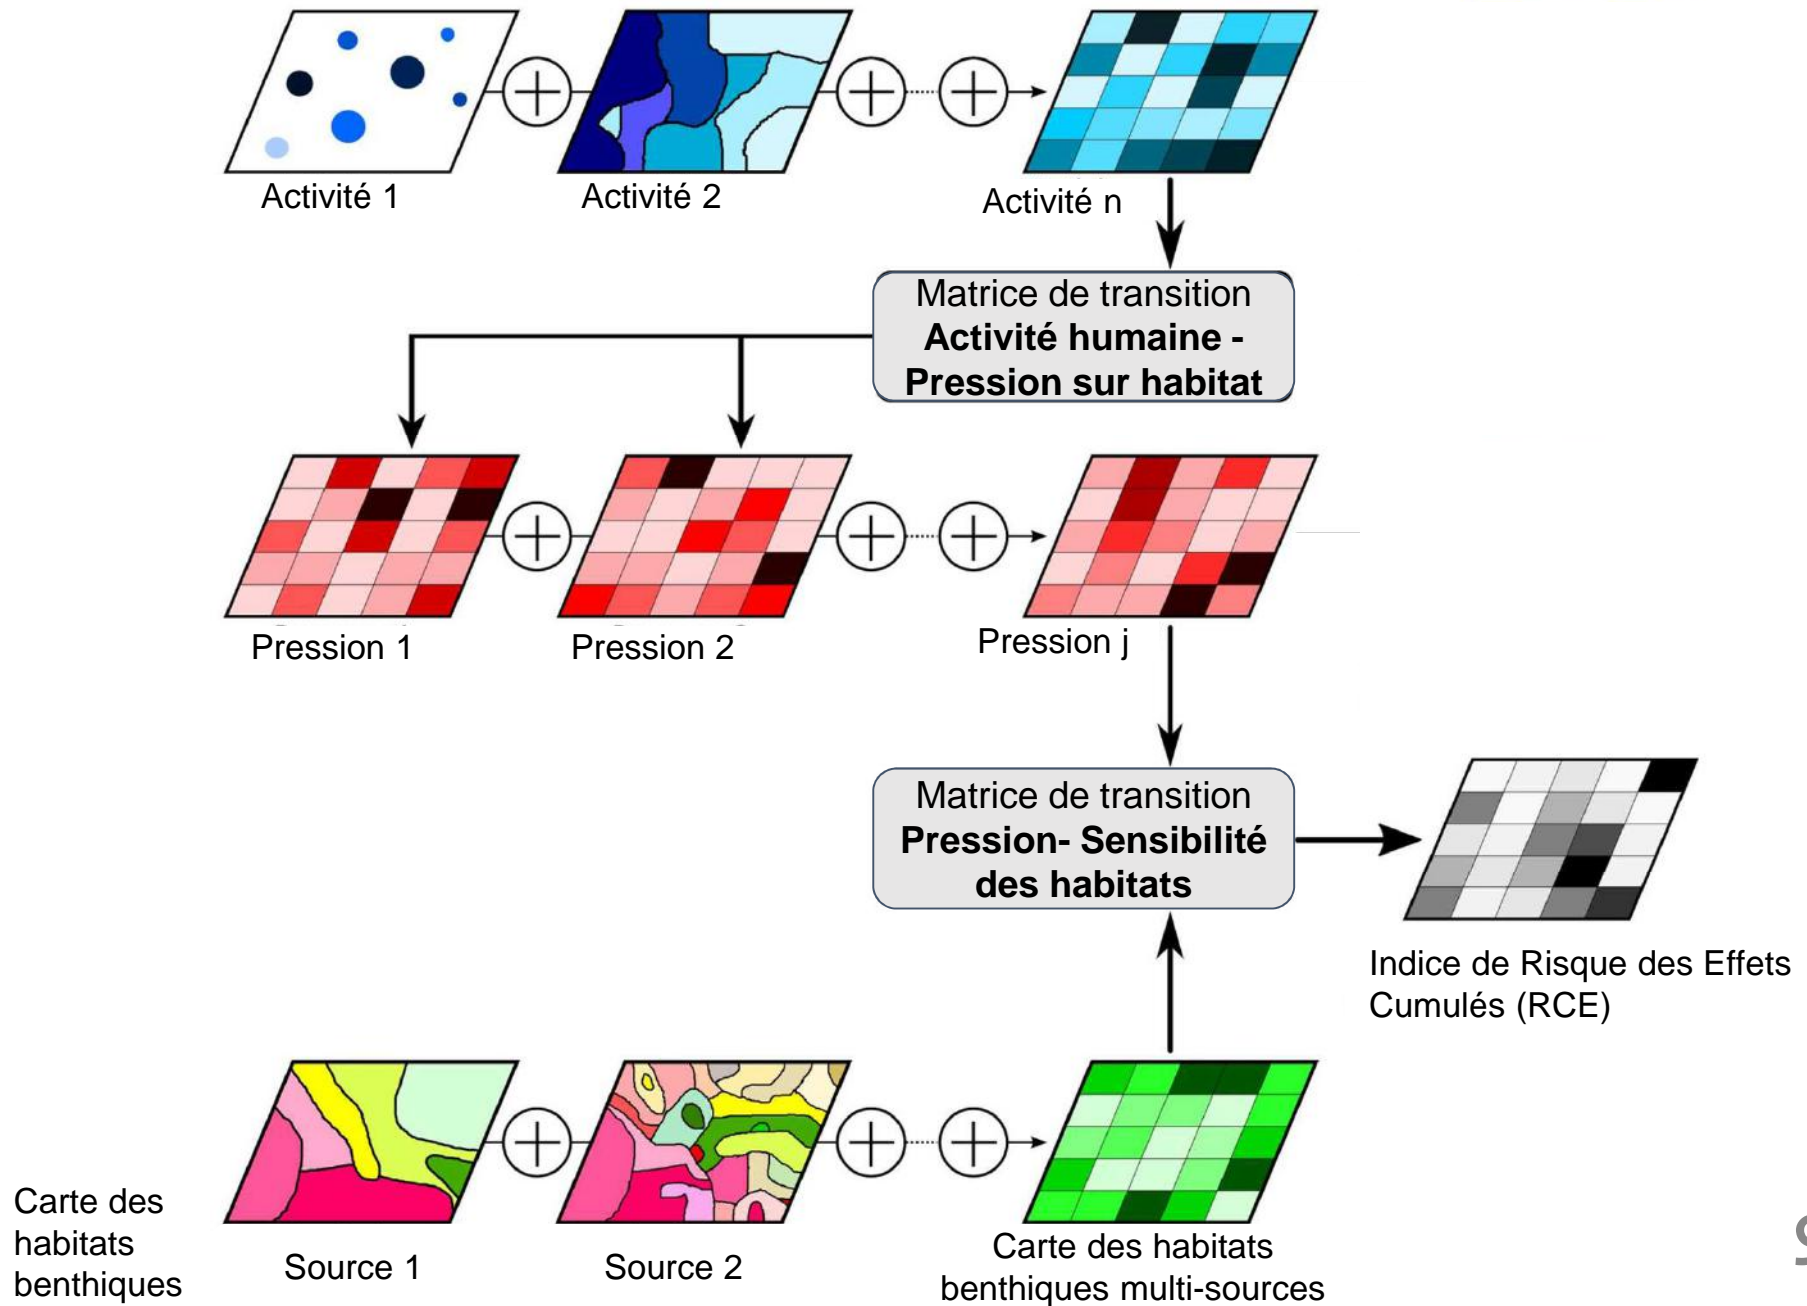 Activité 1
Activité 2
Activité n
Matrice de transition
Activité humaine -
Pression sur habitat
Pression 1
Pression 2
Pression j
Matrice de transition
Pression- Sensibilité
des habitats
Indice de Risque des Effets
Cumulés (RCE)
Carte des
habitats
benthiques
Source 1
Source 2
Carte des habitats
benthiques multi-sources